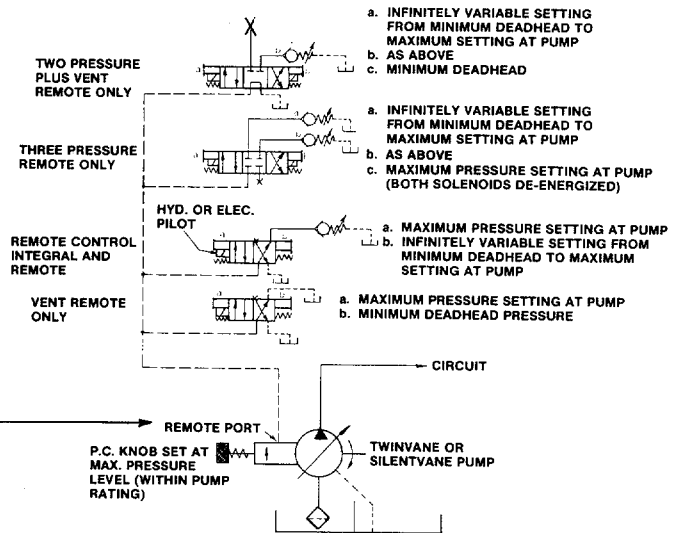 TWO PRESSURE
PLUS VENT
REMOTE ONLY
a. INFINITELY VARIABLE SETTING
FROM MINIMUM DEADHEAD TO
MAXIMUM SETTING AT PUMP
b. AS ABOVE
c. MINIMUM DEADHEAD
a
b
b
THREE PRESSURE
REMOTE ONLY
a. INFINITELY VARIABLE SETTING
FROM MINIMUM DEADHEAD TO
MAXIMUM SETTING AT PUMP
b. AS ABOVE
c. MAXIMUM PRESSURE SETTING AT PUMP
(BOTH SOLENOIDS DE-ENERGIZED)
a
b
a
b
HYD. OR ELEC.
PILOT
REMOTE CONTROL
INTEGRAL AND
REMOTE
a. MAXIMUM PRESSURE SETTING AT PUMP
b. INFINITELY VARIABLE SETTING FROM
MINIMUM DEADHEAD TO MAXIMUM
SETTING AT PUMP
a
b
VENT REMOTE
ONLY
a. MAXIMUM PRESSURE SETTING AT PUMP
b. MINIMUM DEADHEAD PRESSURE
a
b
CIRCUIT
REMOTE PORT
P.C. KNOB SET AT
MAX. PRESSURE
LEVEL (WITHIN PUMP
RATING)
TWINVANE OR
SILENTVANE PUMP